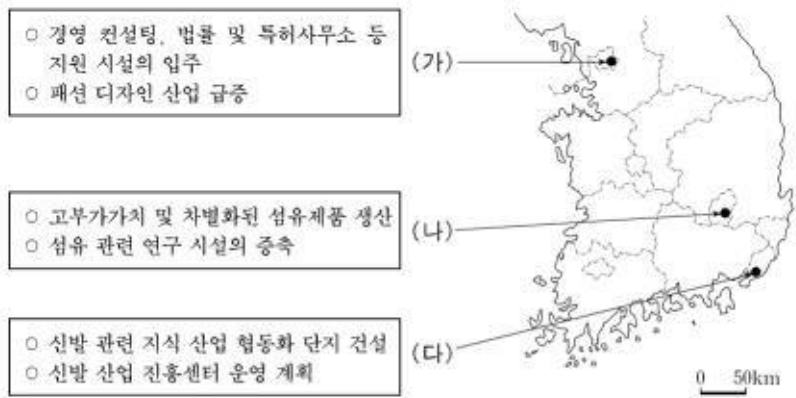 ○ 경영 컨설팅, 법률 및 특허사무소 등
지원 시설의 입주
○ 패션 디자인 산업 급증
(가)
○ 고부가가치 및 차별화된 섬유제품 생산
○ 섬유 관련 연구 시설의 증축
(나)
○ 신발 관련 지식 산업 협동화 단지 건설
○ 신발 산업 진흥센터 운영 계획
(다)
0 50km